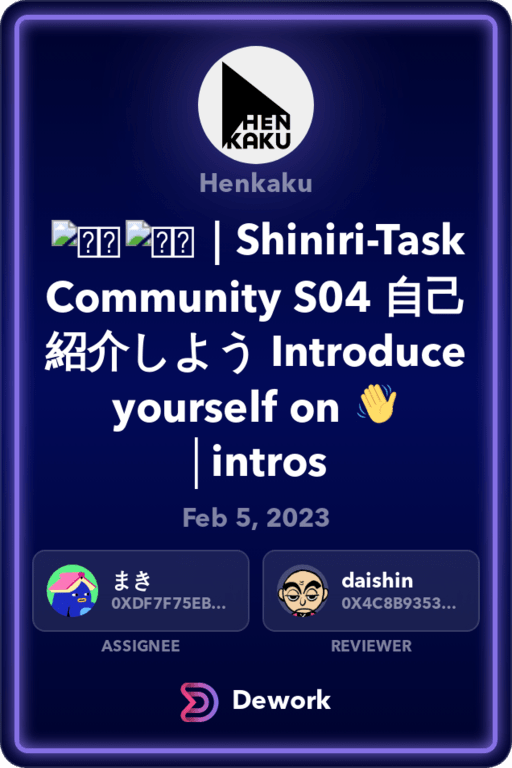 HEN
KAKU
Henkaku
| Shiniri-Task
Community S04 自己
紹介しよう Introduce
yourself on 👋
│intros
Feb 5, 2023
まき
0XDF7F75EB...
daishin
0X4C8B9353...
ASSIGNEE
REVIEWER
Dework